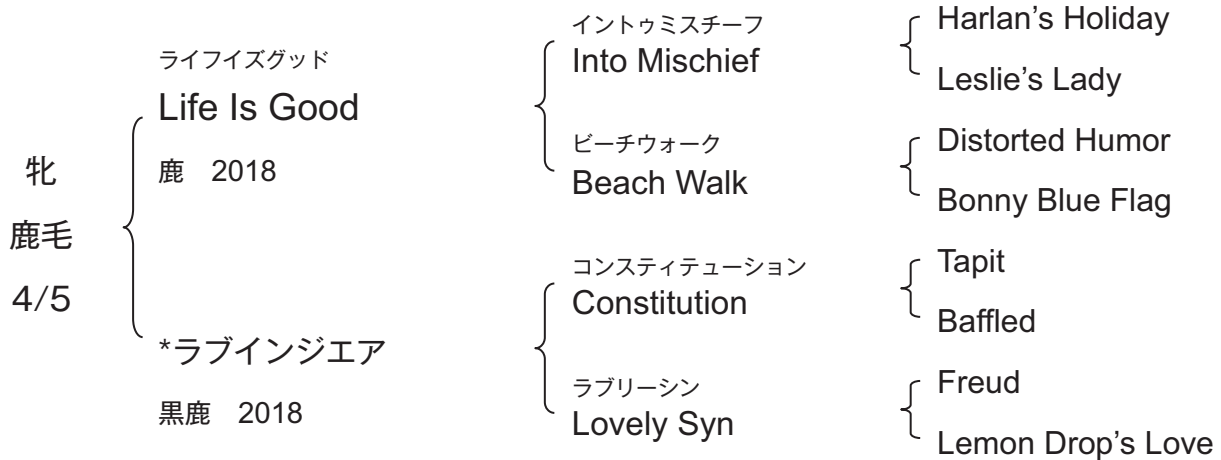 牝
鹿毛
4/5
ライフイズグッド
Life Is Good
鹿　2018
*ラブインジエア
黒鹿　2018
イントゥミスチーフ
Into Mischief
ビーチウォーク
Beach Walk
コンスティテューション
Constitution
ラブリーシン
Lovely Syn
Harlan’s Holiday
Leslie’s Lady
Distorted Humor
Bonny Blue Flag
Tapit
Baffled
Freud
Lemon Drop’s Love